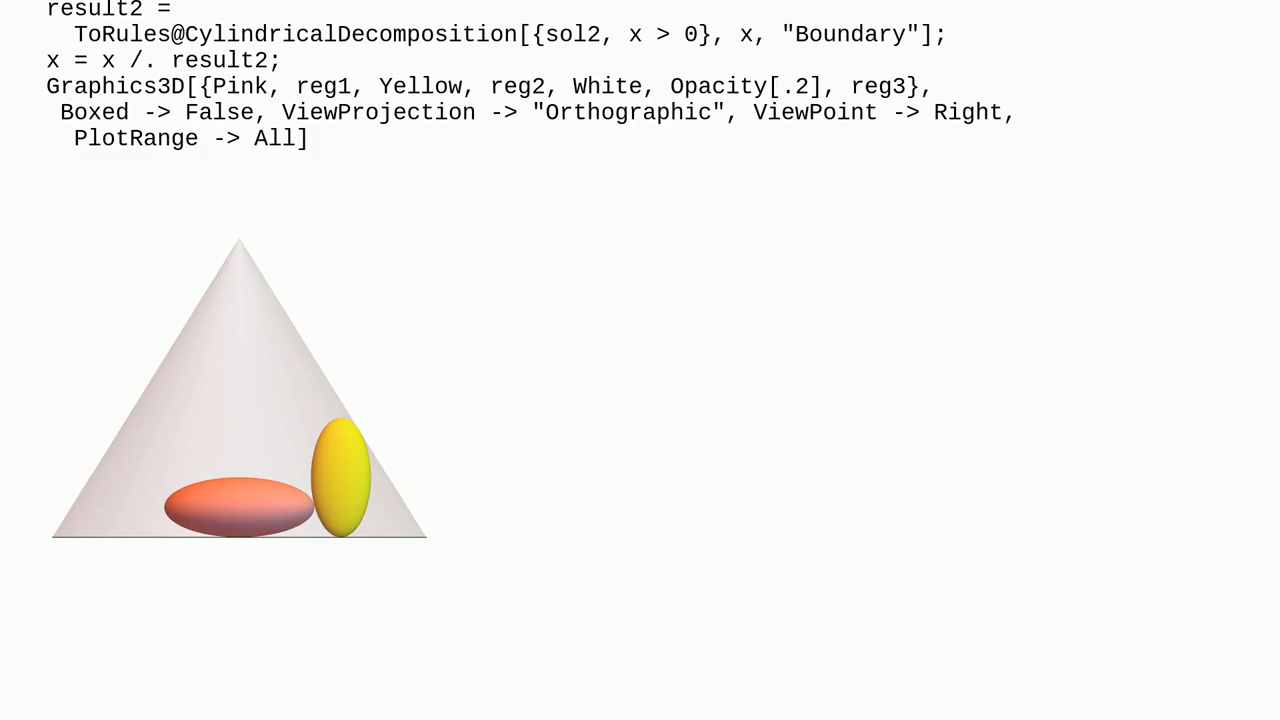 result2 =
ToRules@CylindricalDecomposition[{sol2, x > 0}, x, "Boundary"];
x = x /. result2;
Graphics3D[{Pink, reg1, Yellow, reg2, White, Opacity[.2], reg3},
Boxed -> False, ViewProjection -> "Orthographic", ViewPoint -> Right,
PlotRange -> All]